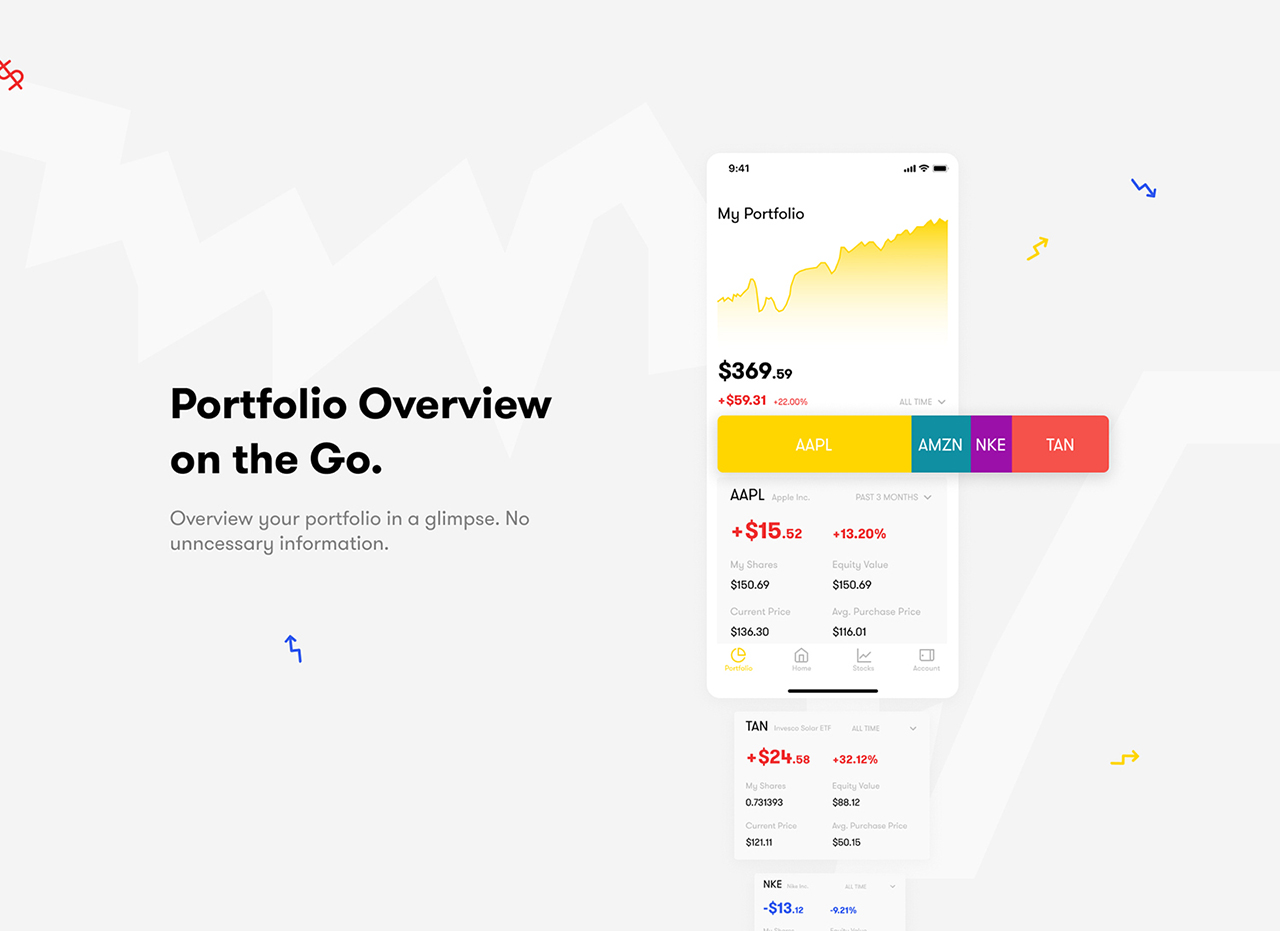 $
9:41
My Portfolio
$369.59
+$59.31 +22.00% ALL TIME
AAPL AMZN NKE TAN
Portfolio Overview
on the Go.
Overview your portfolio in a glimpse. No
unncessary information.
AAPL Apple Inc. PAST 3 MONTHS
+$15.52 +13.20%
My Shares Equity Value
$150.69 $150.69
Current Price Avg. Purchase Price
$136.30 $116.01
Portfolio Home Stocks Account
TAN Invesco Solar ETF ALL TIME
+$24.58 +32.12%
My Shares Equity Value
0.731393 $88.12
Current Price Avg. Purchase Price
$121.11 $50.15
NKE Nike Inc. ALL TIME
-$13.12 -9.21%
My Shares Equity Value